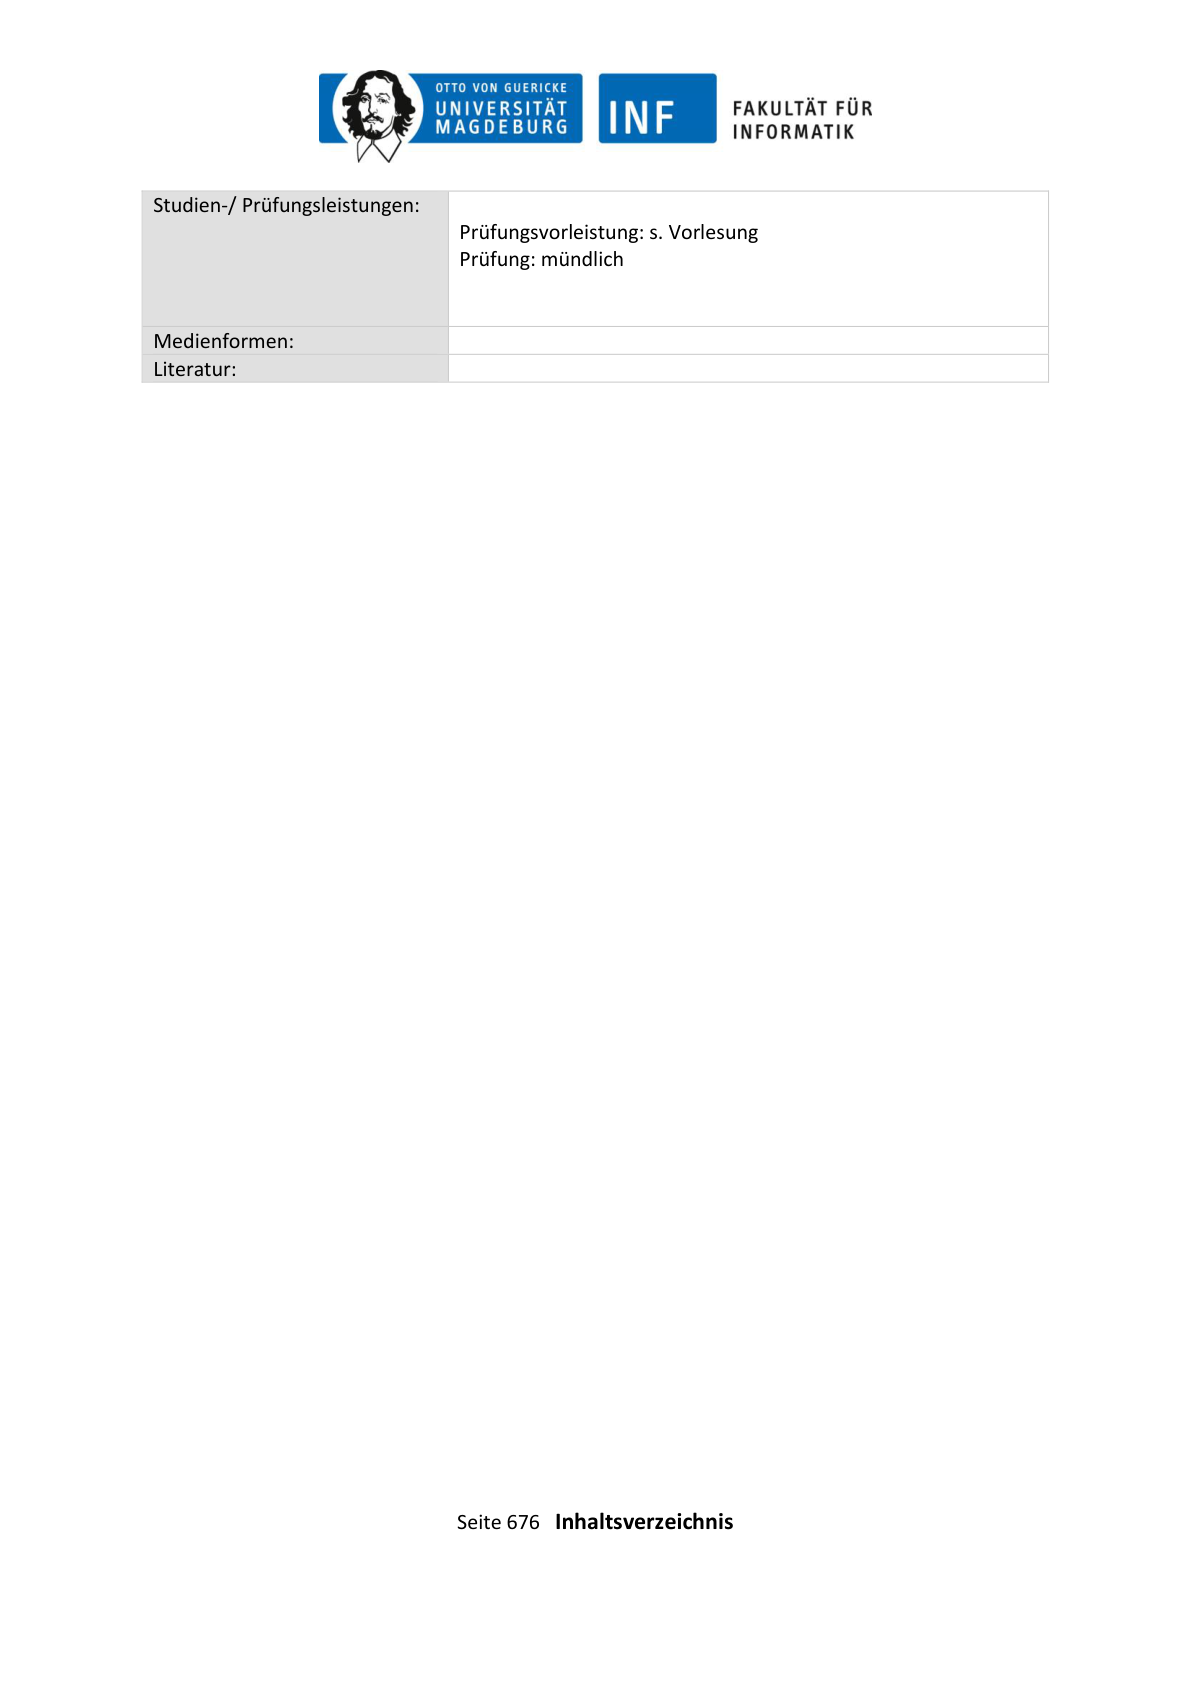 OTTO VON GUERICKE
UNIVERSITÄT
MAGDEBURG
INF
FAKULTÄT FÜR
INFORMATIK
Studien-/ Prüfungsleistungen:
Prüfungsvorleistung: s. Vorlesung
Prüfung: mündlich
Medienformen:
Literatur:
Seite 676 Inhaltsverzeichnis